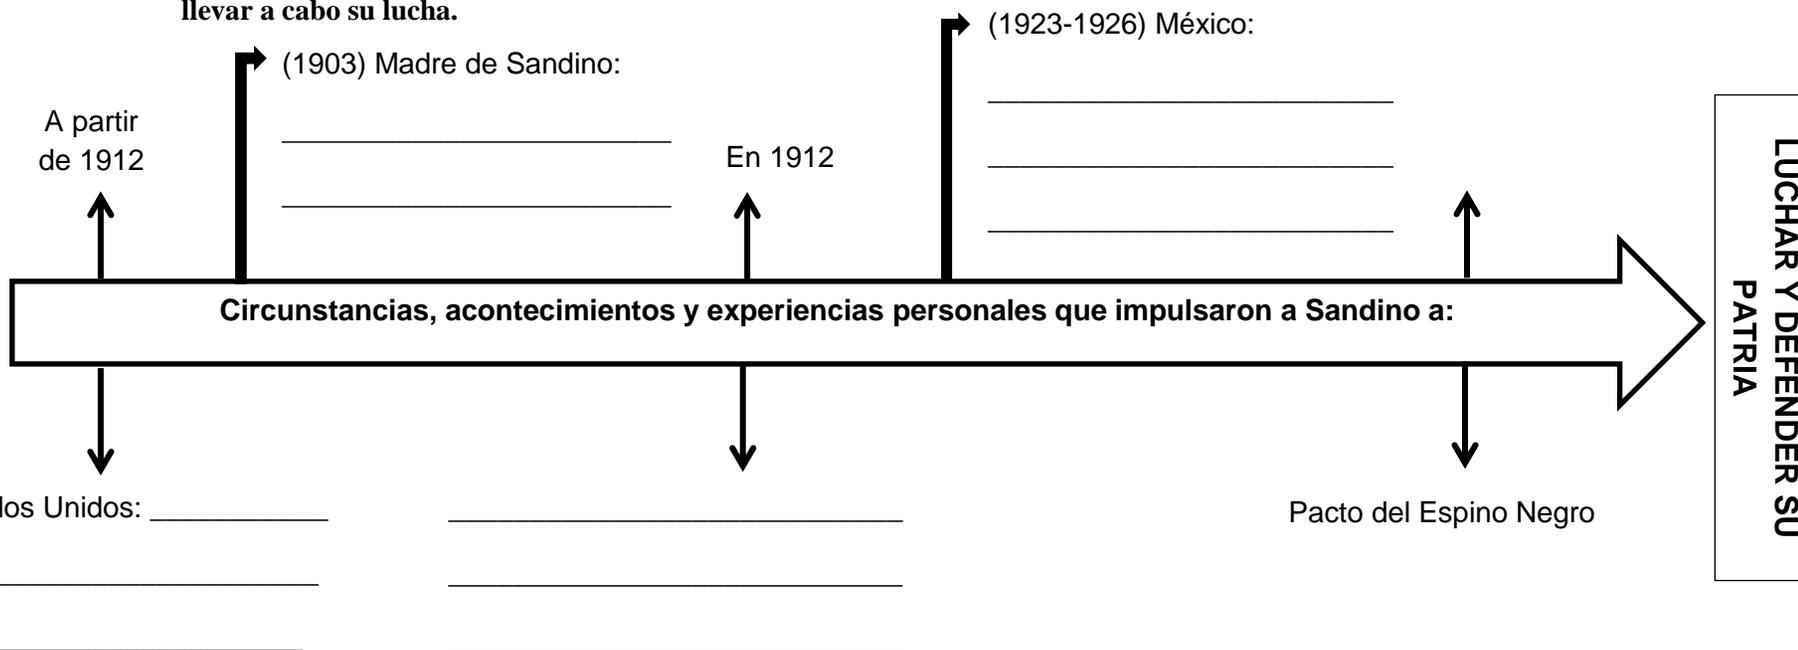 llevar a cabo su lucha.
(1923-1926) México:
(1903) Madre de Sandino:
A partir
de 1912
En 1912
Circunstancias, acontecimientos y experiencias personales que impulsaron a Sandino a:
LUCHAR Y DEFENDER SU
PATRIA
Unidos:
Pacto del Espino Negro